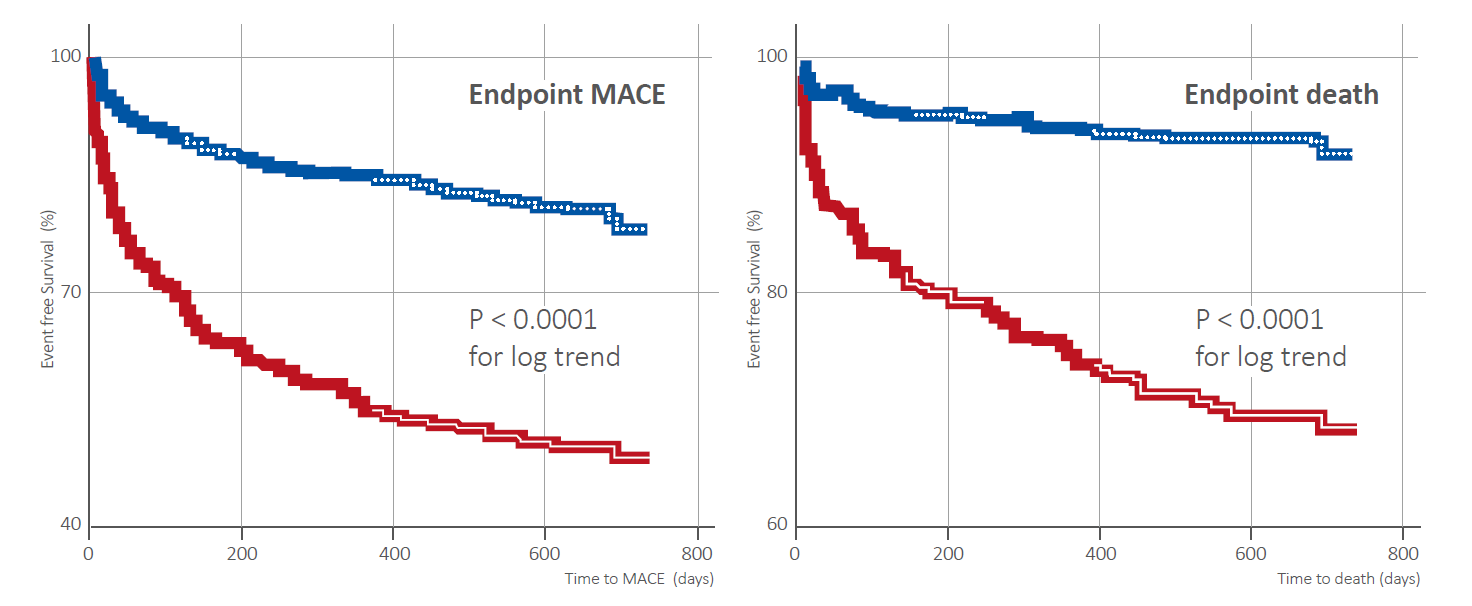 100
Endpoint MACE
Event free Survival (%)
70
P < 0.0001
for log trend
40
0
200
400
600
800
Time to MACE (days)
100
Endpoint death
Event free Survival (%)
80
P < 0.0001
for log trend
60
0
200
400
600
800
Time to death (days)